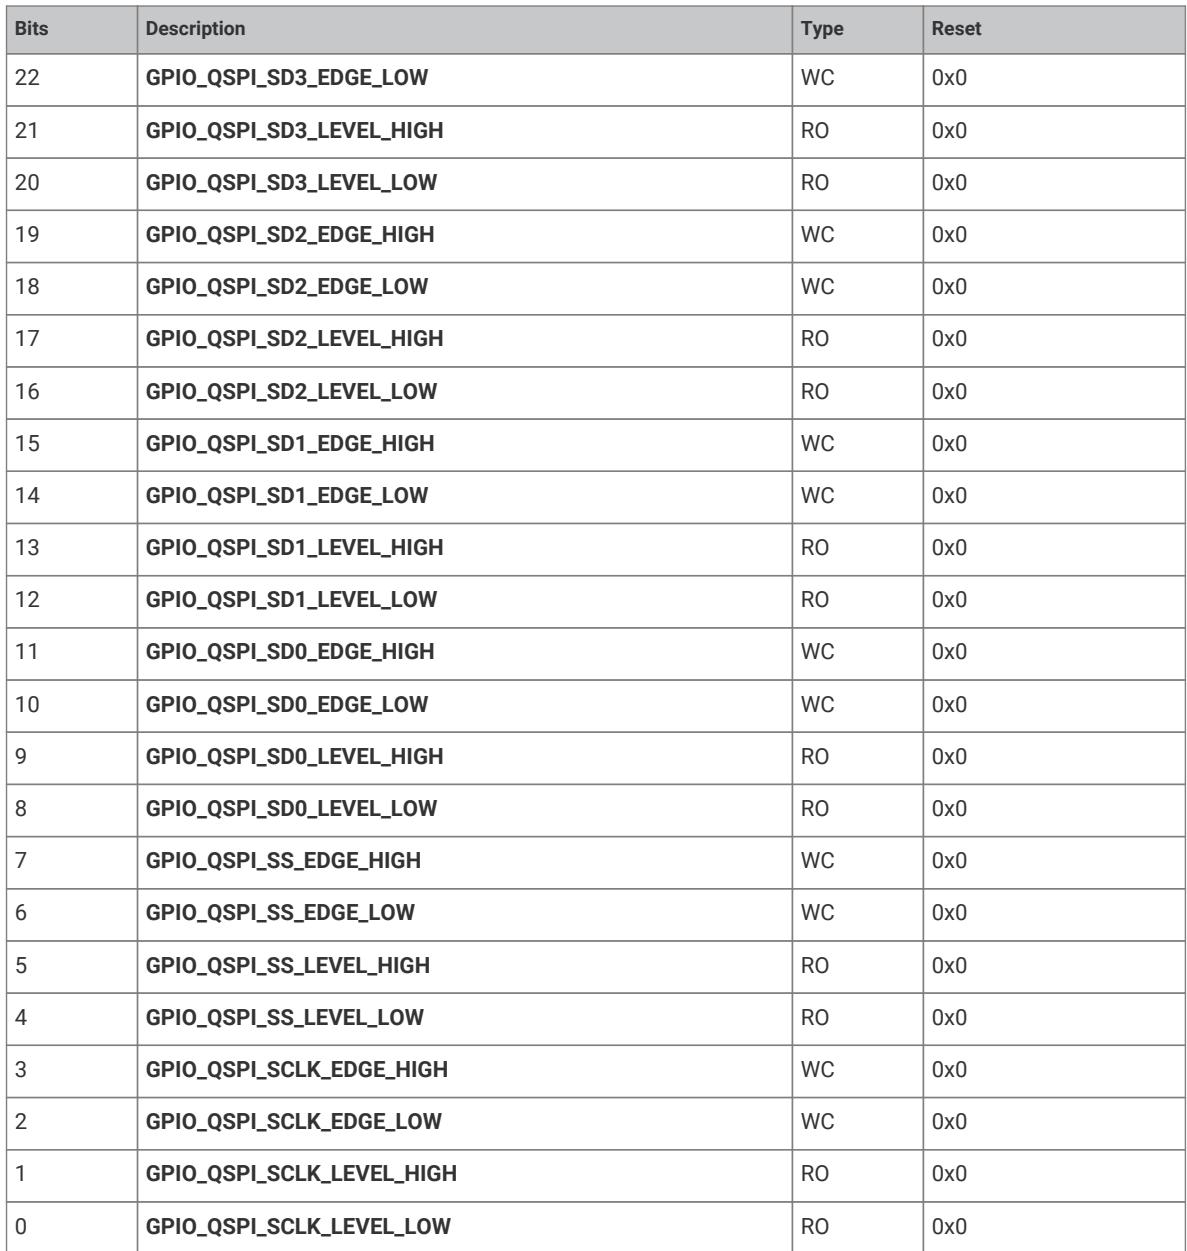 Bits Description Type Reset
22 GPIO_QSPI_SD3_EDGE_LOW WC 0x0
21 GPIO_QSPI_SD3_LEVEL_HIGH RO 0x0
20 GPIO_QSPI_SD3_LEVEL_LOW RO 0x0
19 GPIO_QSPI_SD2_EDGE_HIGH WC 0x0
18 GPIO_QSPI_SD2_EDGE_LOW WC 0x0
17 GPIO_QSPI_SD2_LEVEL_HIGH RO 0x0
16 GPIO_QSPI_SD2_LEVEL_LOW RO 0x0
15 GPIO_QSPI_SD1_EDGE_HIGH WC 0x0
14 GPIO_QSPI_SD1_EDGE_LOW WC 0x0
13 GPIO_QSPI_SD1_LEVEL_HIGH RO 0x0
12 GPIO_QSPI_SD1_LEVEL_LOW RO 0x0
11 GPIO_QSPI_SD0_EDGE_HIGH WC 0x0
10 GPIO_QSPI_SD0_EDGE_LOW WC 0x0
9 GPIO_QSPI_SD0_LEVEL_HIGH RO 0x0
8 GPIO_QSPI_SD0_LEVEL_LOW RO 0x0
7 GPIO_QSPI_SS_EDGE_HIGH WC 0x0
6 GPIO_QSPI_SS_EDGE_LOW WC 0x0
5 GPIO_QSPI_SS_LEVEL_HIGH RO 0x0
4 GPIO_QSPI_SS_LEVEL_LOW RO 0x0
3 GPIO_QSPI_SCLK_EDGE_HIGH WC 0x0
2 GPIO_QSPI_SCLK_EDGE_LOW WC 0x0
1 GPIO_QSPI_SCLK_LEVEL_HIGH RO 0x0
0 GPIO_QSPI_SCLK_LEVEL_LOW RO 0x0